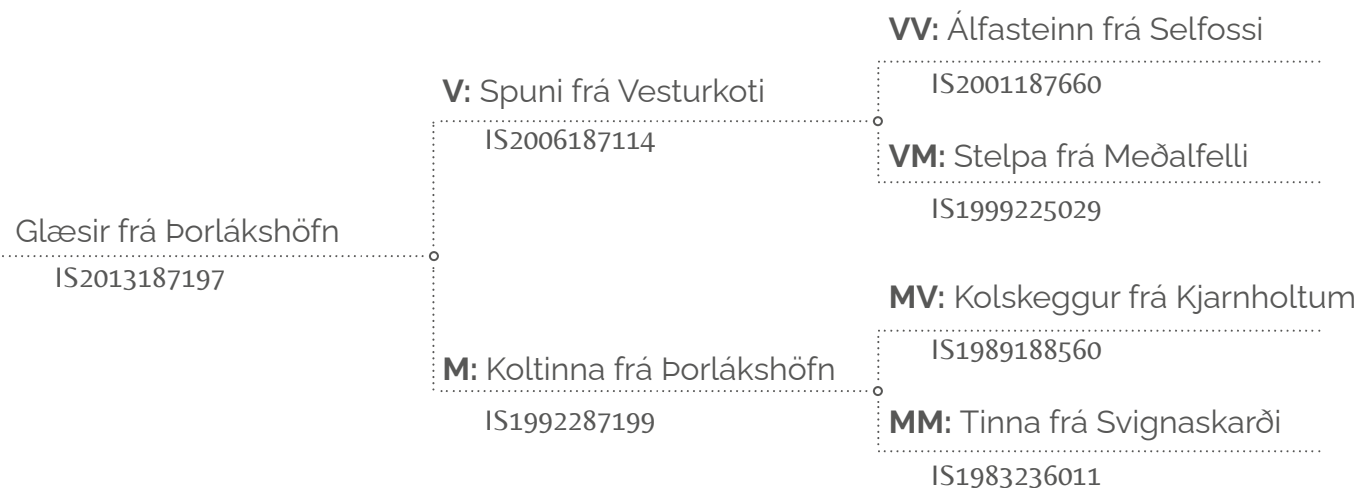 VV: Álfasteinn frá Selfossi
IS2001187660
V: Spuni frá Vesturkoti
IS2006187114
VM: Stelpa frá Meðalfelli
IS1999225029
Glæsir frá Þorlákshöfn
IS2013187197
MV: Kolskeggur frá Kjarnholtum
IS1989188560
M: Koltinna frá Þorlákshöfn
IS1992287199
MM: Tinna frá Svignaskarði
IS1983236011